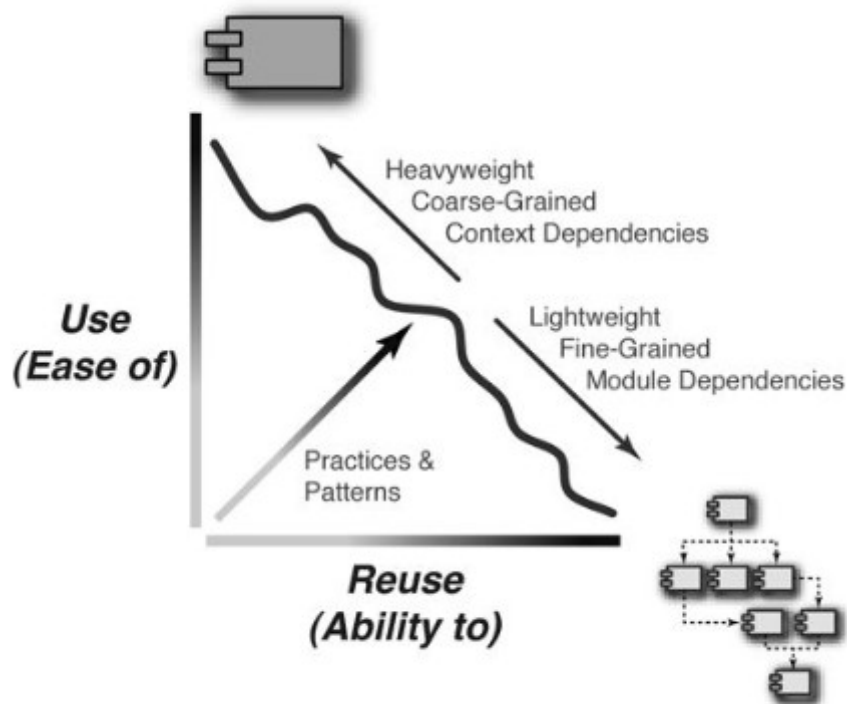 Heavyweight
Coarse-Grained
Context Dependencies
Use
(Ease of)
Lightweight
Fine-Grained
Module Dependencies
Practices &
Patterns
Reuse
(Ability to)